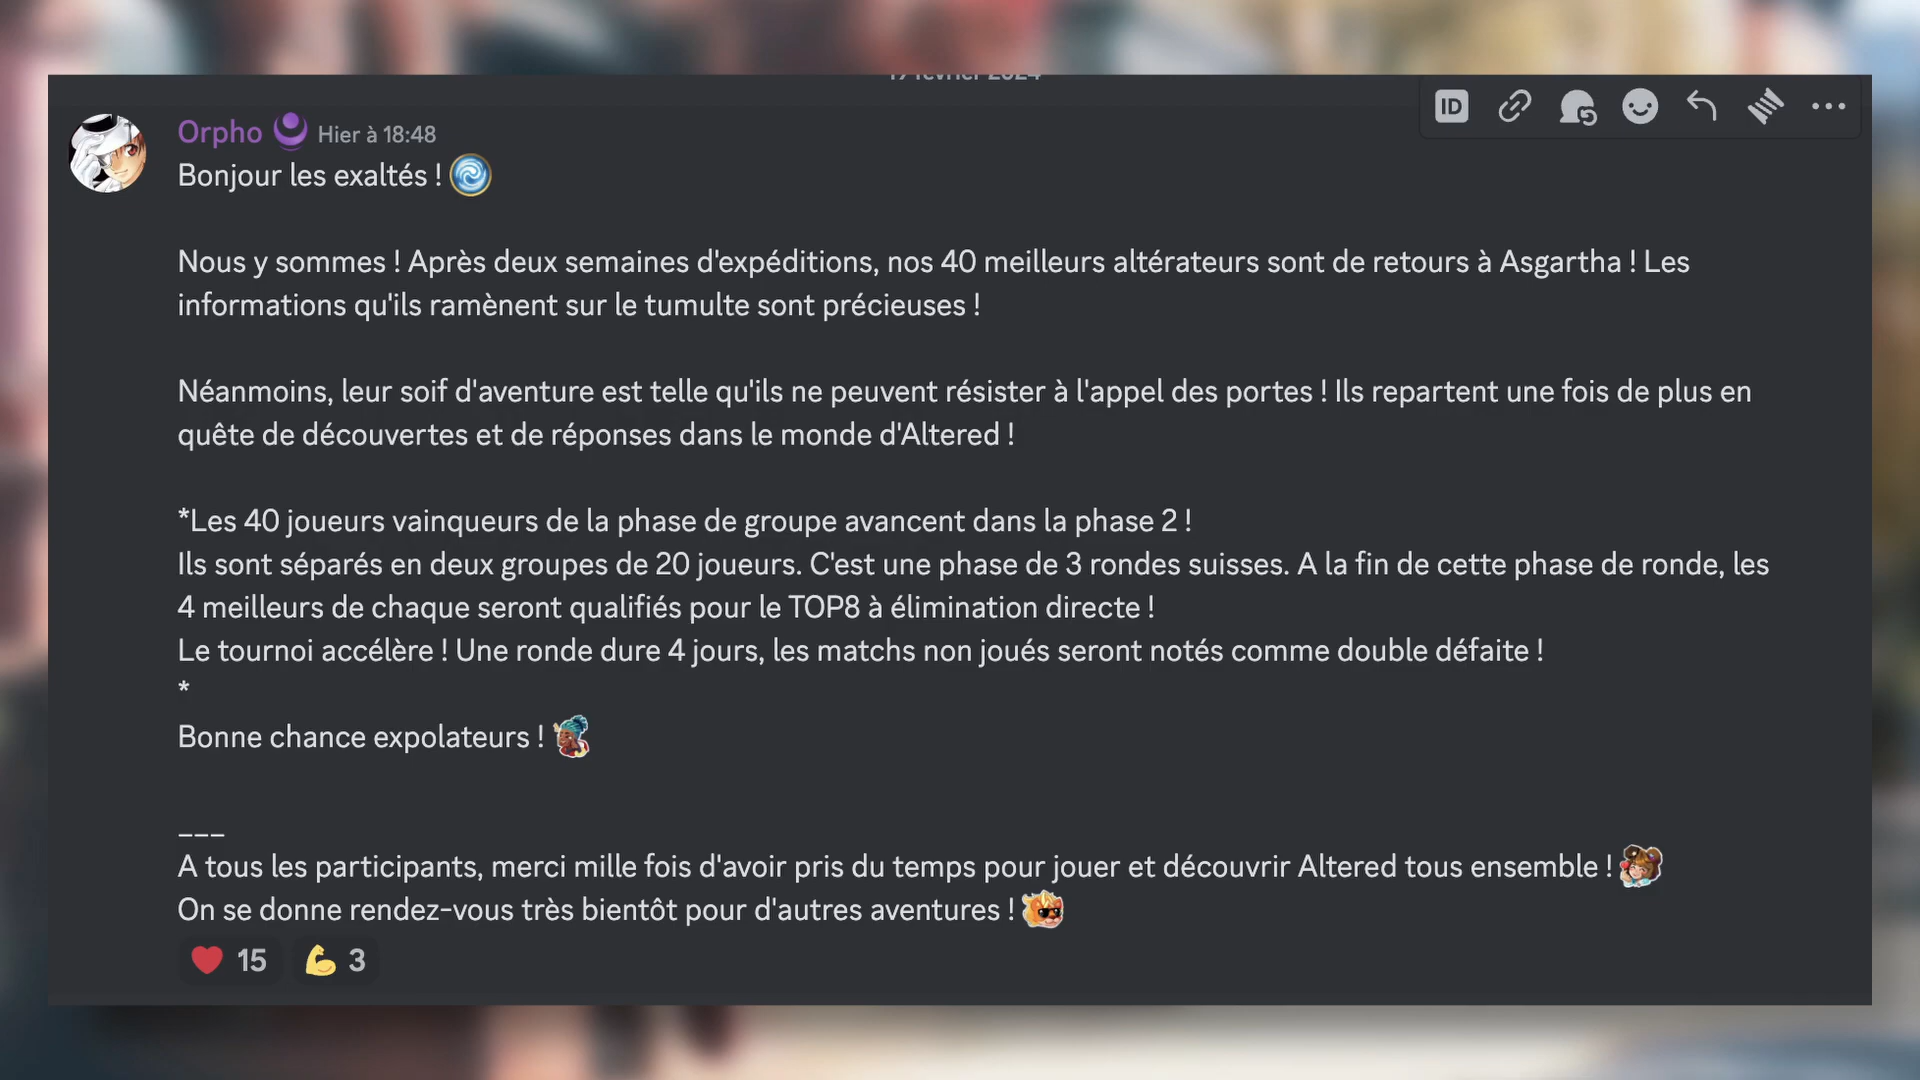 février 2024
ID
Orpho Hier à 18:48
Bonjour les exaltés !
Nous y sommes ! Après deux semaines d'expéditions, nos 40 meilleurs altérateurs sont de retours à Asgartha ! Les
informations qu'ils ramènent sur le tumulte sont précieuses !
Néanmoins, leur soif d'aventure est telle qu'ils ne peuvent résister à l'appel des portes ! Ils repartent une fois de plus en
quête de découvertes et de réponses dans le monde d'Altered !
*Les 40 joueurs vainqueurs de la phase de groupe avancent dans la phase 2 !
Ils sont séparés en deux groupes de 20 joueurs. C'est une phase de 3 rondes suisses. A la fin de cette phase de ronde, les
4 meilleurs de chaque seront qualifiés pour le TOP8 à élimination directe !
Le tournoi accélère ! Une ronde dure 4 jours, les matchs non joués seront notés comme double défaite !
*
Bonne chance expolateurs !
___
A tous les participants, merci mille fois d'avoir pris du temps pour jouer et découvrir Altered tous ensemble !
On se donne rendez-vous très bientôt pour d'autres aventures !
15 3